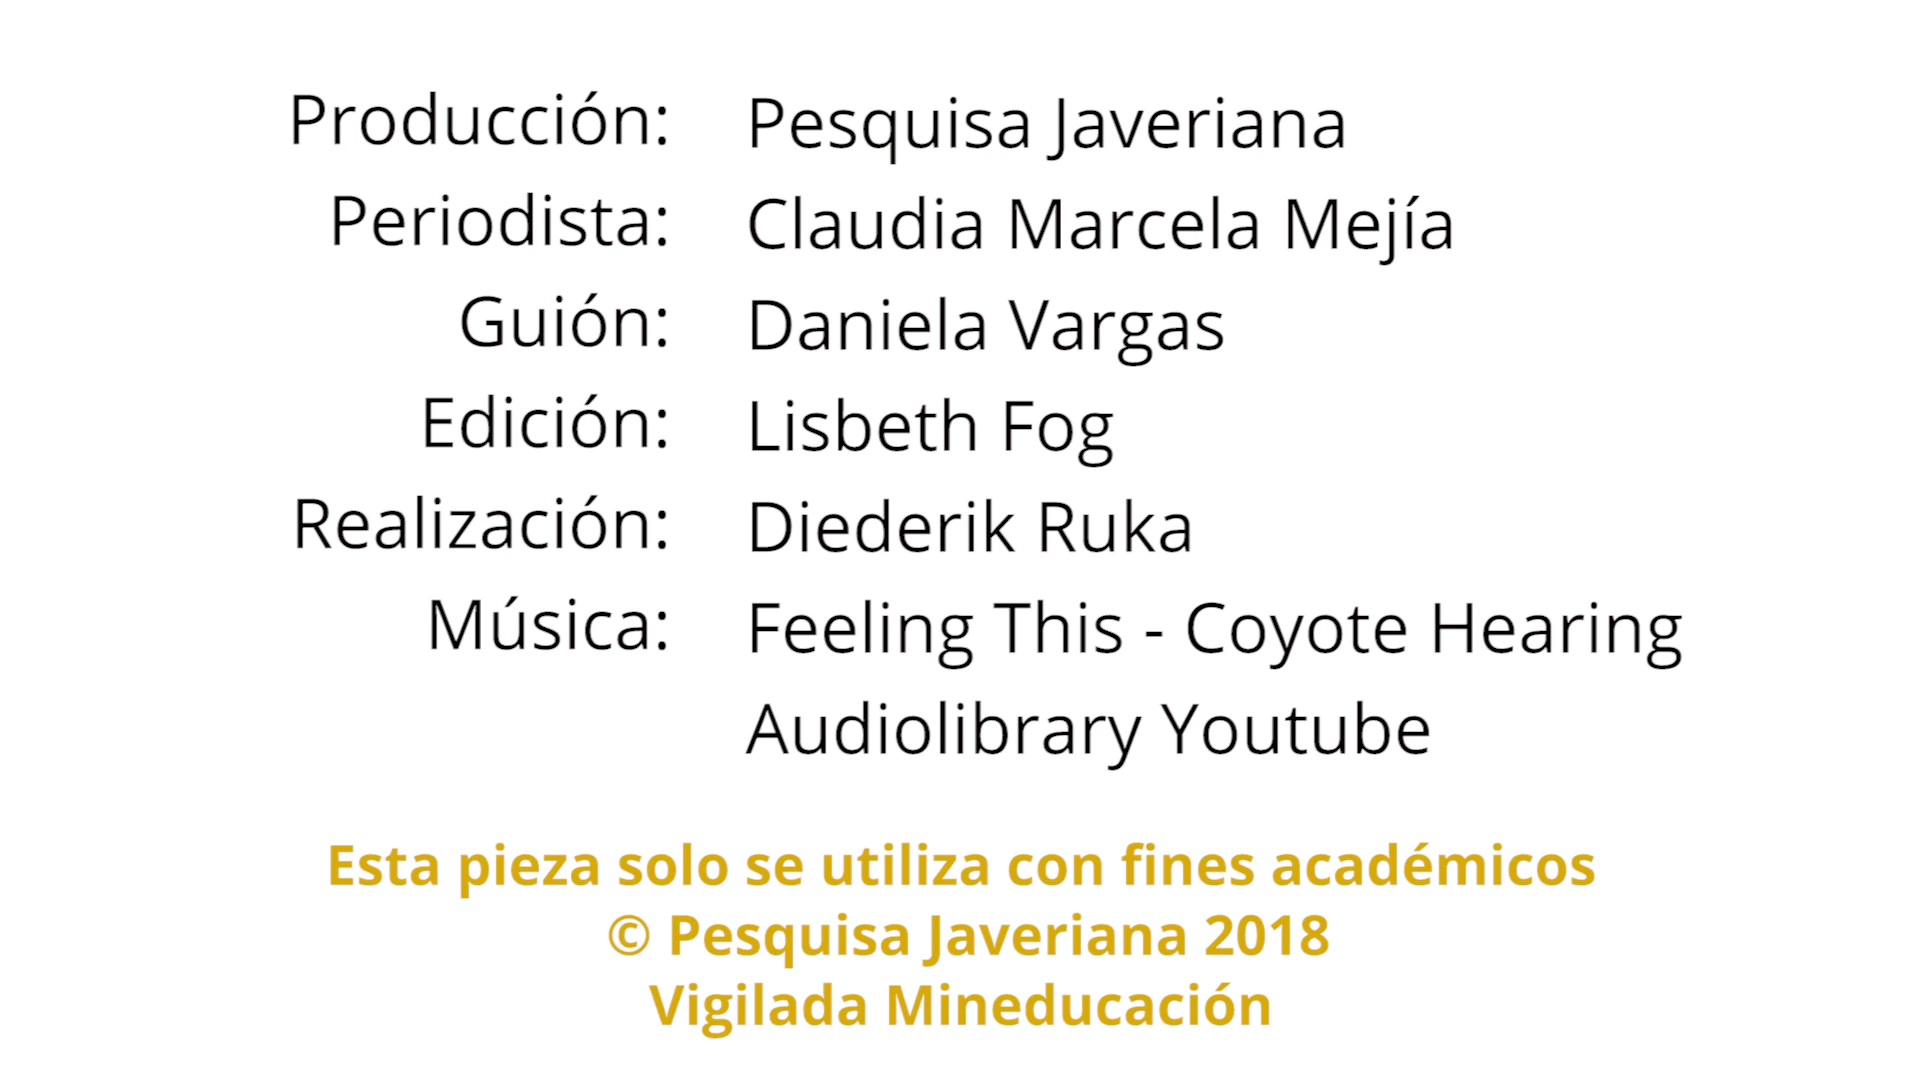 Producción: Pesquisa Javeriana
Periodista: Claudia Marcela Mejía
Guión: Daniela Vargas
Edición: Lisbeth Fog
Realización: Diederik Ruka
Música: Feeling This - Coyote Hearing
Audiolibrary Youtube
Esta pieza solo se utiliza con fines académicos
© Pesquisa Javeriana 2018
Vigilada Mineducación